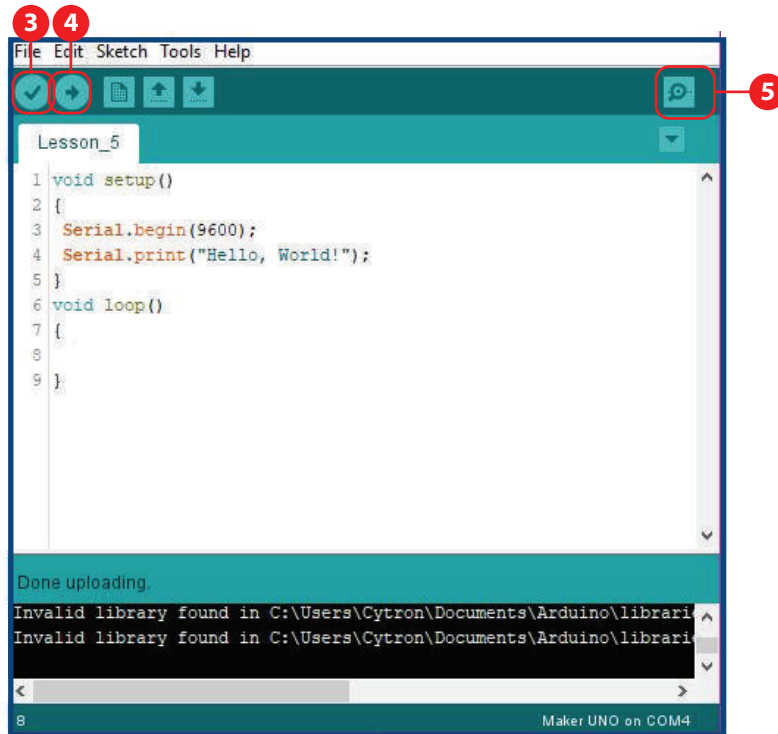 3 4
File Edit Sketch Tools Help
5
Lesson_5
1 void setup()
2 {
3 Serial.begin(9600);
4 Serial.print("Hello, World!");
5 }
6 void loop()
7 {
8
9 }
Done uploading.
Invalid library found in C:\Users\Cytron\Documents\Arduino\librari
Invalid library found in C:\Users\Cytron\Documents\Arduino\librari
8 Maker UNO on COM4